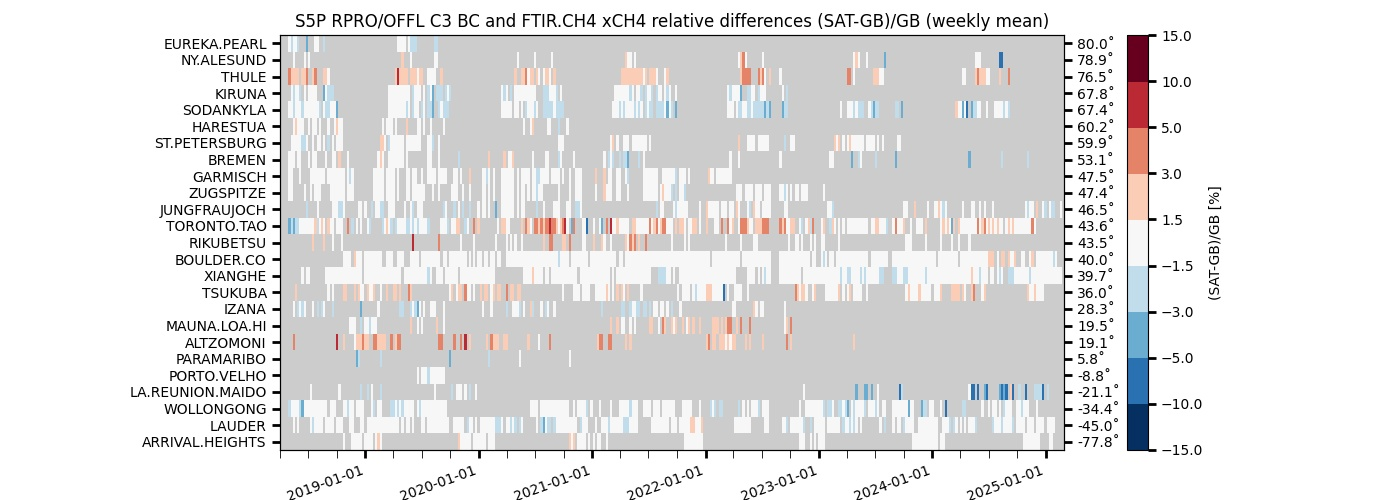 S5P RPRO/OFFL C3 BC and FTIR.CH4 xCH4 relative differences (SAT-GB)/GB (weekly mean)
EUREKA.PEARL 80.0˚
NY.ALESUND 78.9˚
THULE 76.5˚
KIRUNA 67.8˚
SODANKYLA 67.4˚
HARESTUA 60.2˚
ST.PETERSBURG 59.9˚
BREMEN 53.1˚
GARMISCH 47.5˚
ZUGSPITZE 47.4˚
JUNGFRAUJOCH 46.5˚
TORONTO.TAO 43.6˚
RIKUBETSU 43.5˚
BOULDER.CO 40.0˚
XIANGHE 39.7˚
TSUKUBA 36.0˚
IZANA 28.3˚
MAUNA.LOA.HI 19.5˚
ALTZOMONI 19.1˚
PARAMARIBO 5.8˚
PORTO.VELHO -8.8˚
LA.REUNION.MAIDO -21.1˚
WOLLONGONG -34.4˚
LAUDER -45.0˚
ARRIVAL.HEIGHTS -77.8˚
2019-01-01 2020-01-01 2021-01-01 2022-01-01 2023-01-01 2024-01-01 2025-01-01
15.0
10.0
5.0
3.0
1.5
−1.5
−3.0
−5.0
−10.0
−15.0
(SAT-GB)/GB [%]